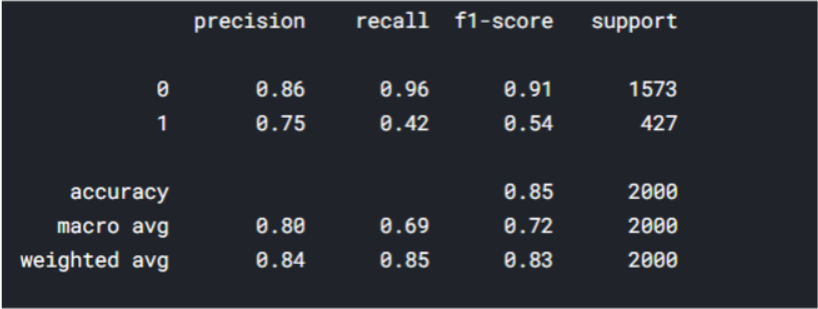 precision recall f1-score support
0 0.86 0.96 0.91 1573
1 0.75 0.42 0.54 427
accuracy 0.85 2000
macro avg 0.80 0.69 0.72 2000
weighted avg 0.84 0.85 0.83 2000